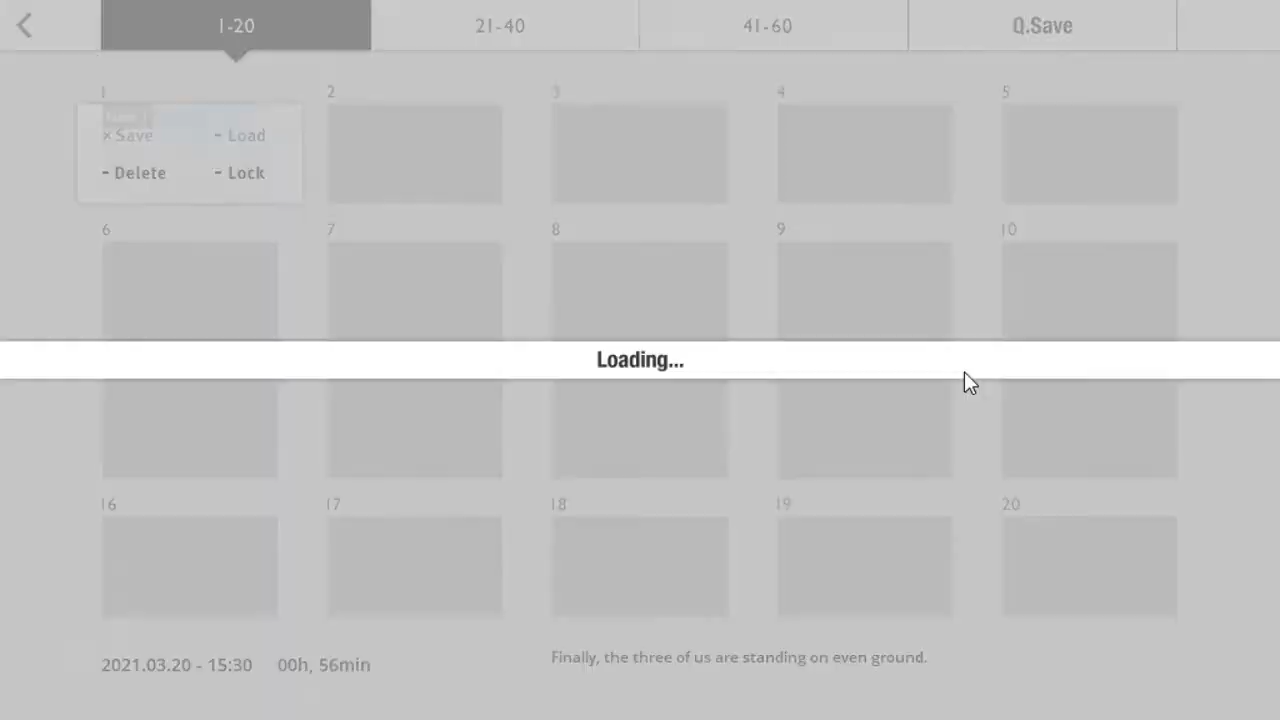 1-20 21-40 41-60 Q.Save
1 2 3 4 5
× Save - Load
- Delete - Lock
6 7 8 9 10
Loading...
16 17 18 19 20
2021.03.20 - 15:30 00h, 56min Finally, the three of us are standing on even ground.